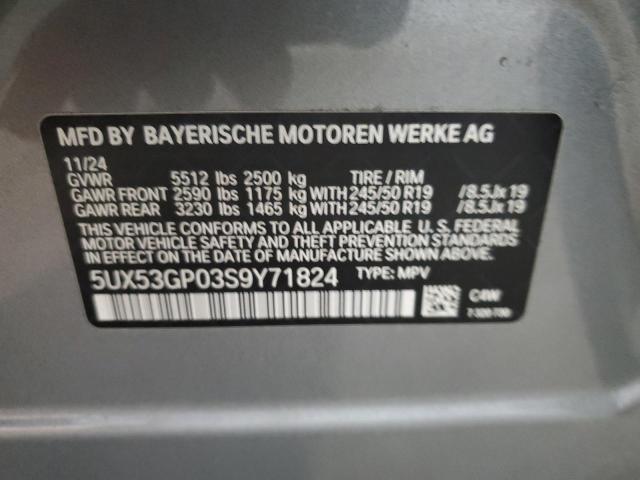 MFD BY BAYERISCHE MOTOREN WERKE AG
11/24
GVWR 5512 lbs 2500 kg TIRE / RIM
GAWR FRONT 2590 lbs 1175 kg WITH 245/50 R19 /8.5Jx19
GAWR REAR 3230 lbs 1465 kg WITH 245/50 R19 /8.5Jx19
THIS VEHICLE CONFORMS TO ALL APPLICABLE U. S. FEDERAL
MOTOR VEHICLE SAFETY AND THEFT PREVENTION STANDARDS
IN EFFECT ON THE DATE OF MANUFACTURE SHOWN ABOVE.
5UX53GP03S9Y71824 TYPE: MPV
C4W